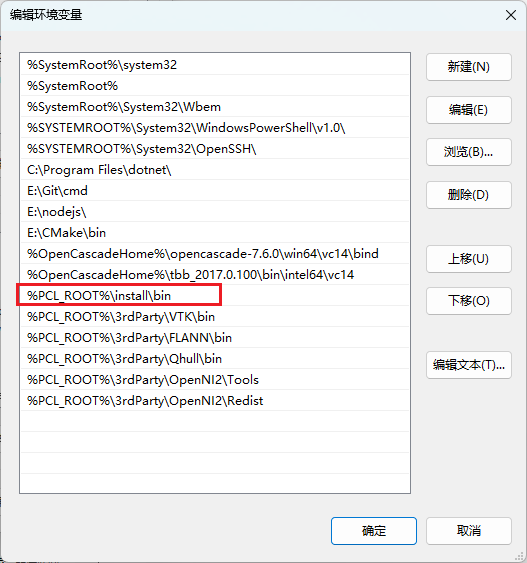 编辑环境变量
%SystemRoot%\system32
%SystemRoot%
%SystemRoot%\System32\Wbem
%SYSTEMROOT%\System32\WindowsPowerShell\v1.0\
%SYSTEMROOT%\System32\OpenSSH\
C:\Program Files\dotnet\
E:\Git\cmd
E:\nodejs\
E:\CMake\bin
%OpenCascadeHome%\opencascade-7.6.0\win64\vc14\bind
%OpenCascadeHome%\tbb_2017.0.100\bin\intel64\vc14
%PCL_ROOT%\install\bin
%PCL_ROOT%\3rdParty\VTK\bin
%PCL_ROOT%\3rdParty\FLANN\bin
%PCL_ROOT%\3rdParty\Qhull\bin
%PCL_ROOT%\3rdParty\OpenNI2\Tools
%PCL_ROOT%\3rdParty\OpenNI2\Redist
新建(N)
编辑(E)
浏览(B)...
删除(D)
上移(U)
下移(O)
编辑文本(T)...
确定
取消